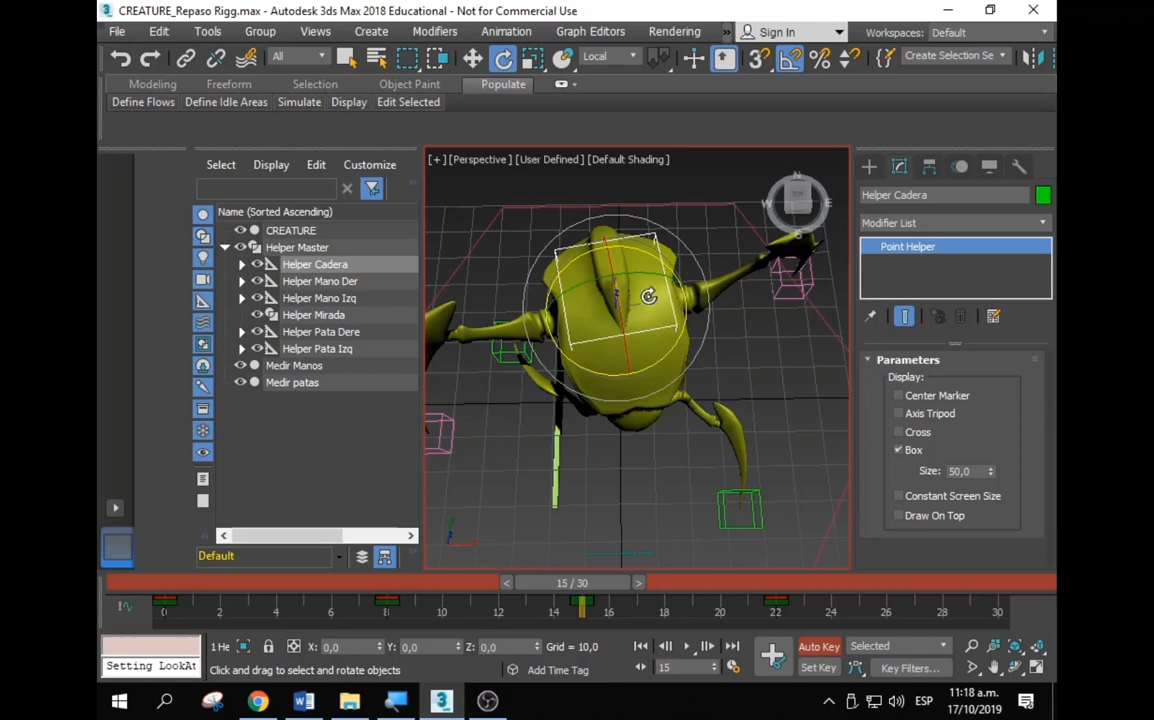 CREATURE_Repaso Rigg.max - Autodesk 3ds Max 2018 Educational - Not for Commercial Use
File Edit Tools Group Views Create Modifiers Animation Graph Editors Rendering » Sign In Workspaces: Default
All Local Create Selection Se
Modeling Freeform Selection Object Paint Populate
Define Flows Define Idle Areas Simulate Display Edit Selected
Select Display Edit Customize
Name (Sorted Ascending)
CREATURE
Helper Master
Helper Cadera
Helper Mano Der
Helper Mano Izq
Helper Mirada
Helper Pata Dere
Helper Pata Izq
Medir Manos
Medir patas
Default
[+] [Perspective] [User Defined] [Default Shading]
N
W E
S
TOP
Helper Cadera
Modifier List
Point Helper
Parameters
Display:
Center Marker
Axis Tripod
Cross
Box
Size: 50,0
Constant Screen Size
Draw On Top
< 15 / 30 >
0 2 4 6 8 10 12 14 16 18 20 22 24 26 28 30
1 He X: 0,0 Y: 0,0 Z: 0,0 Grid = 10,0
Auto Key Selected
Setting LookAt
Click and drag to select and rotate objects
Add Time Tag
15
Set Key Key Filters...
ESP
11:18 a.m.
17/10/2019